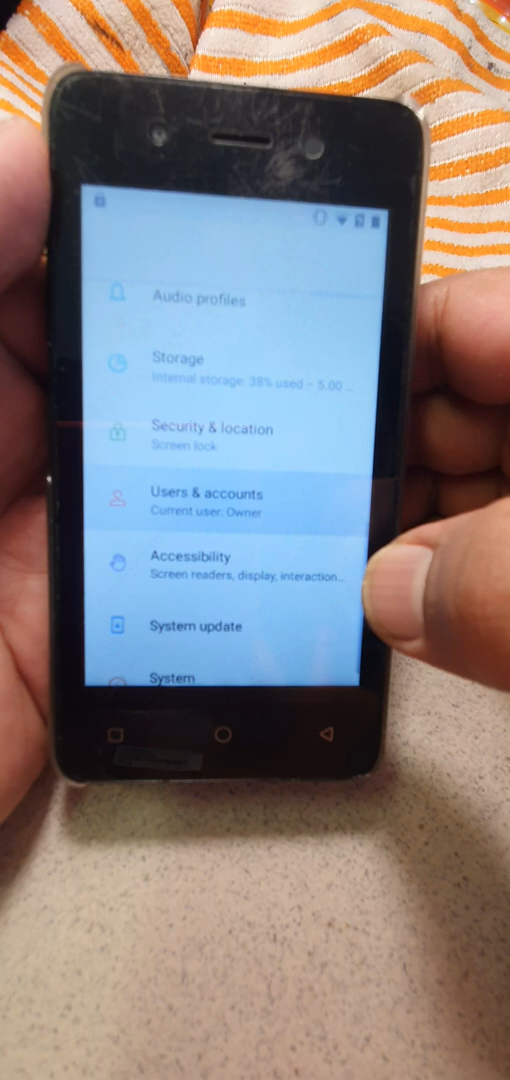 Audio profiles
Storage
Internal storage: 38% used – 5.00 ...
Security & location
Screen lock
Users & accounts
Current user: Owner
Accessibility
Screen readers, display, interaction...
System update
System